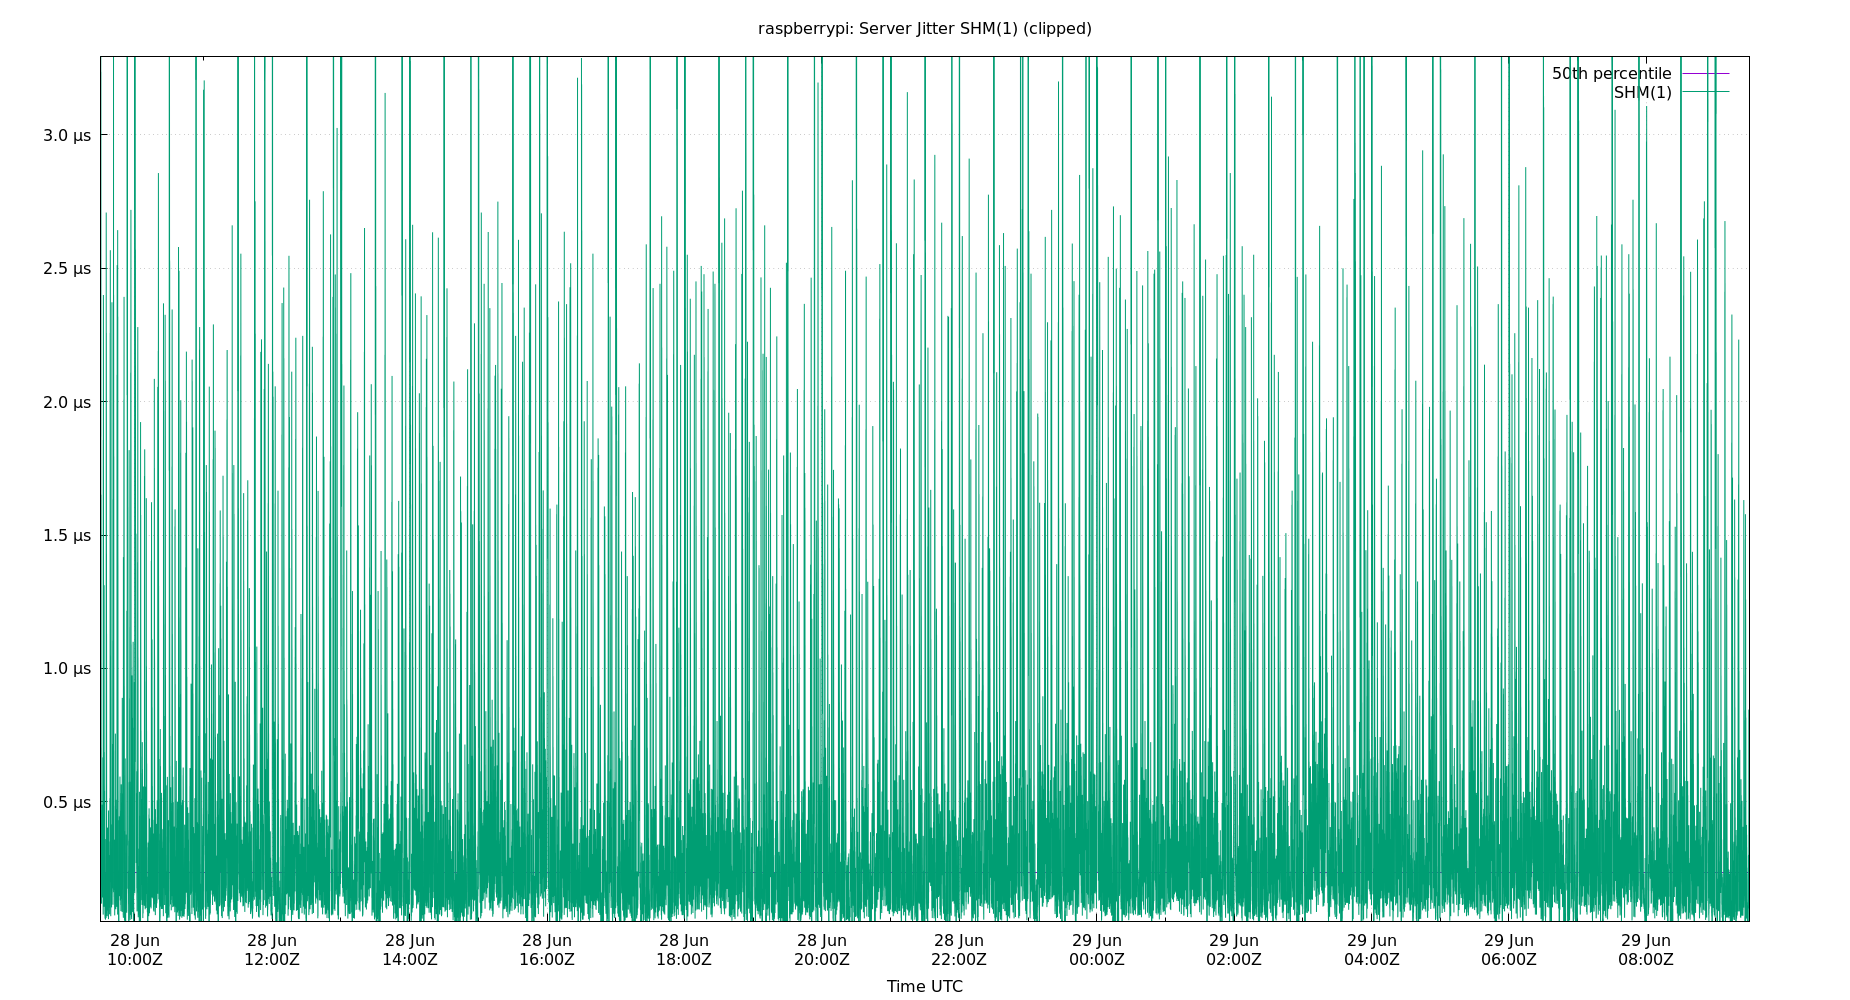 raspberrypi: Server Jitter SHM(1) (clipped)
50th percentile
SHM(1)
3.0 µs
2.5 µs
2.0 µs
1.5 µs
1.0 µs
0.5 µs
28 Jun 28 Jun 28 Jun 28 Jun 28 Jun 28 Jun 28 Jun 29 Jun 29 Jun 29 Jun 29 Jun 29 Jun
10:00Z 12:00Z 14:00Z 16:00Z 18:00Z 20:00Z 22:00Z 00:00Z 02:00Z 04:00Z 06:00Z 08:00Z
Time UTC